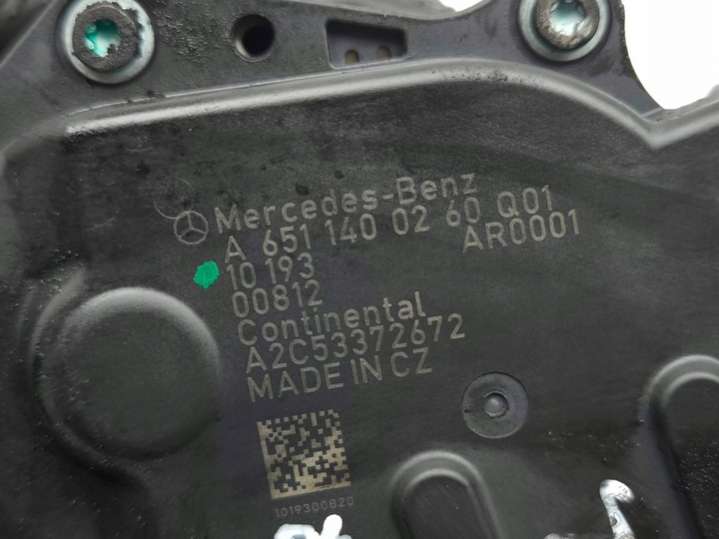 Mercedes-Benz
A 651 140 02 60 Q01
10 193 AR0001
00812
Continental
A2C53372672
MADE IN CZ
1019300820